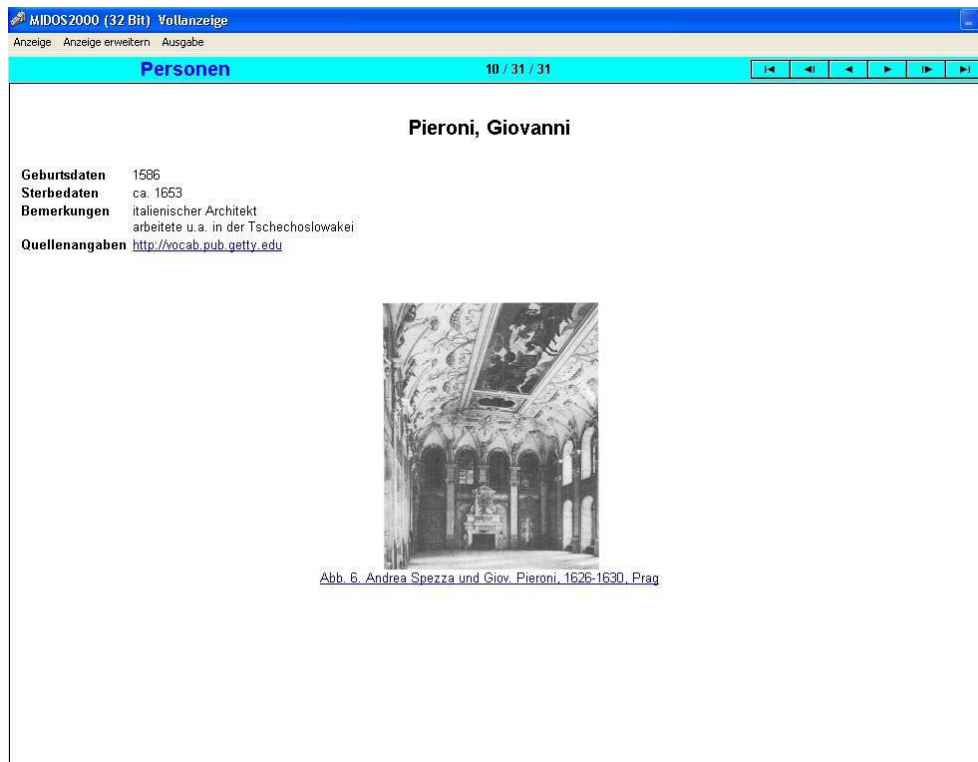 MIDOS2000 (32 Bit) Vollanzeige
Anzeige Anzeige erweitern Ausgabe
Personen 10 / 31 / 31
Pieroni, Giovanni
Geburtsdaten 1586
Sterbedaten ca. 1653
Bemerkungen italienischer Architekt
arbeitete u.a. in der Tschechoslowakei
Quellenangaben http://vocab.pub.getty.edu
Abb. 6. Andrea Spezza und Giov. Pieroni, 1626-1630, Prag